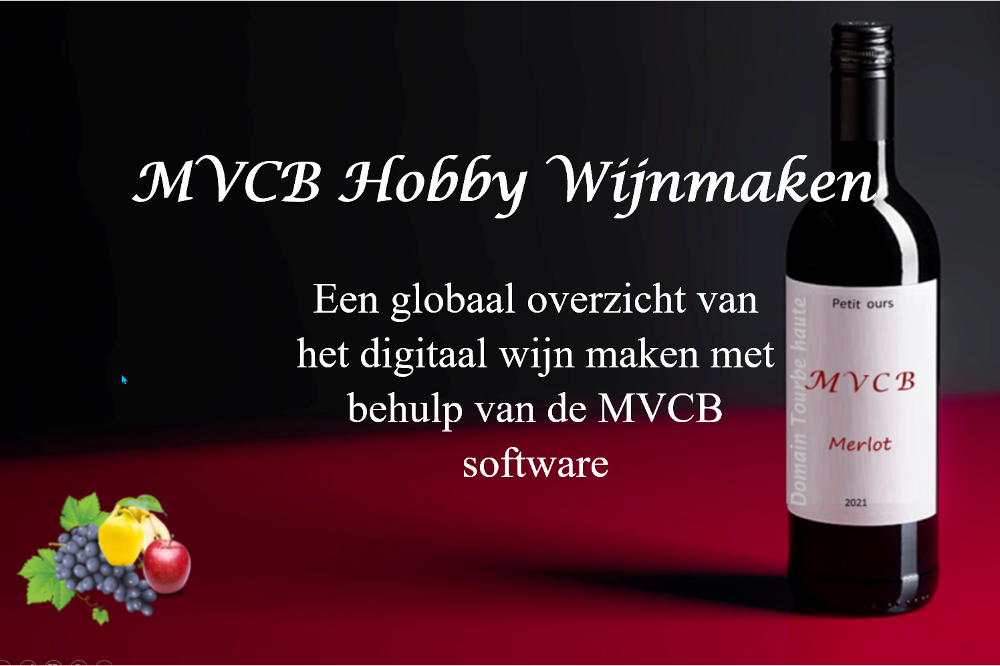 MVCB Hobby Wijnmaken
Een globaal overzicht van
het digitaal wijn maken met
behulp van de MVCB
software
Petit ours
Domain Tourbe haute
MVCB
Merlot
2021